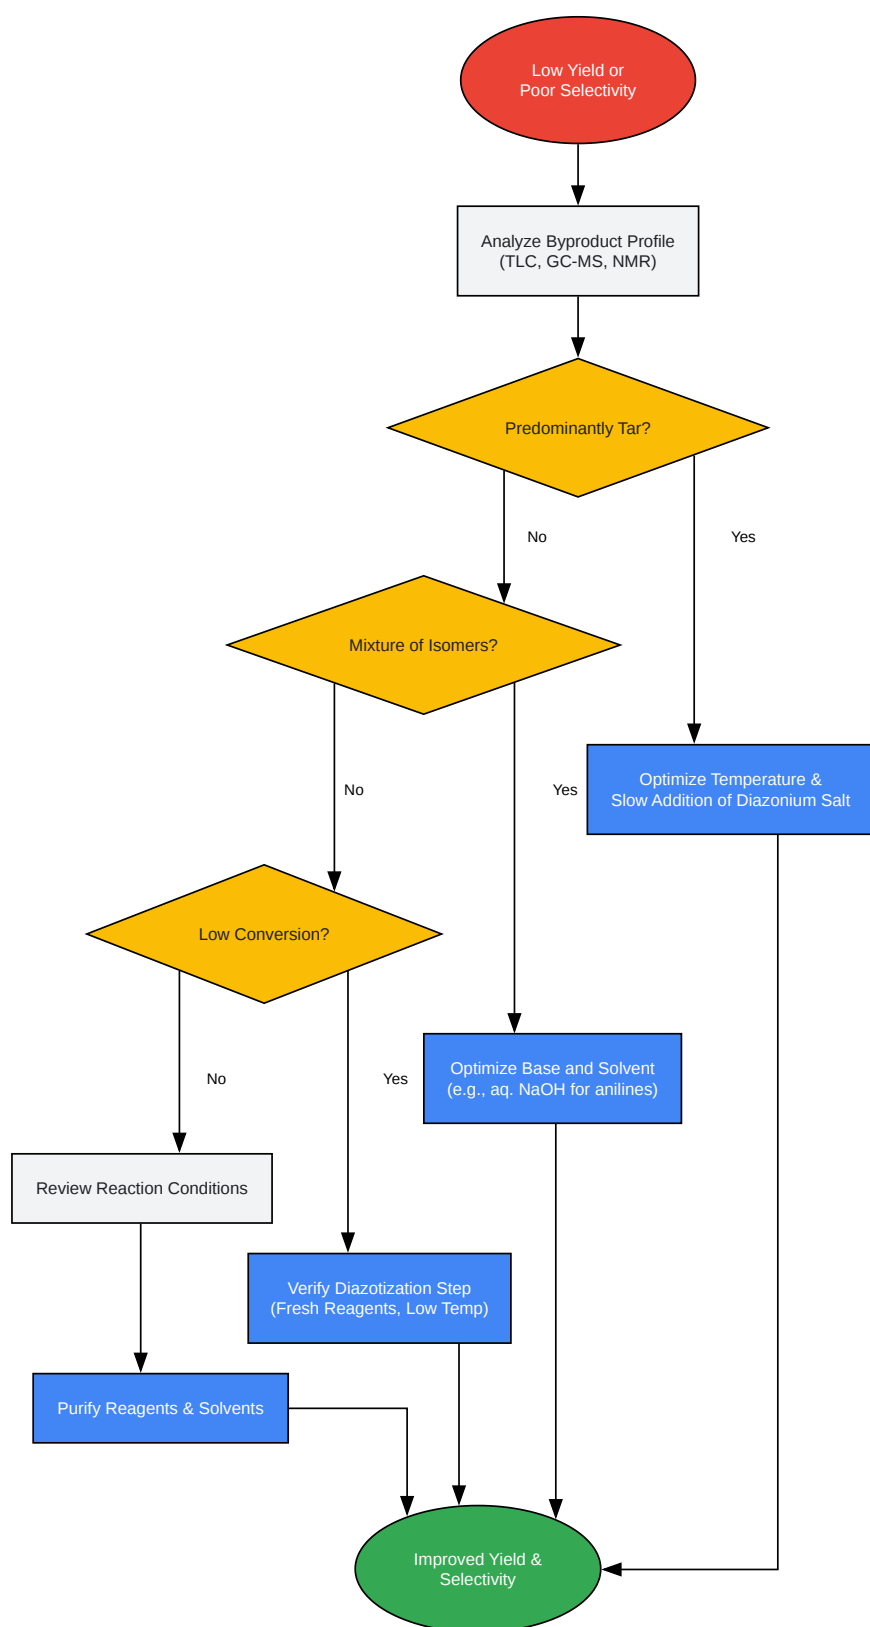 Low Yield or
Poor Selectivity
Analyze Byproduct Profile
(TLC, GC-MS, NMR)
Predominantly Tar?
No
Yes
Mixture of Isomers?
Optimize Temperature &
Slow Addition of Diazonium Salt
No
Yes
Low Conversion?
Optimize Base and Solvent
(e.g., aq. NaOH for anilines)
No
Yes
Review Reaction Conditions
Verify Diazotization Step
(Fresh Reagents, Low Temp)
Purify Reagents & Solvents
Improved Yield &
Selectivity